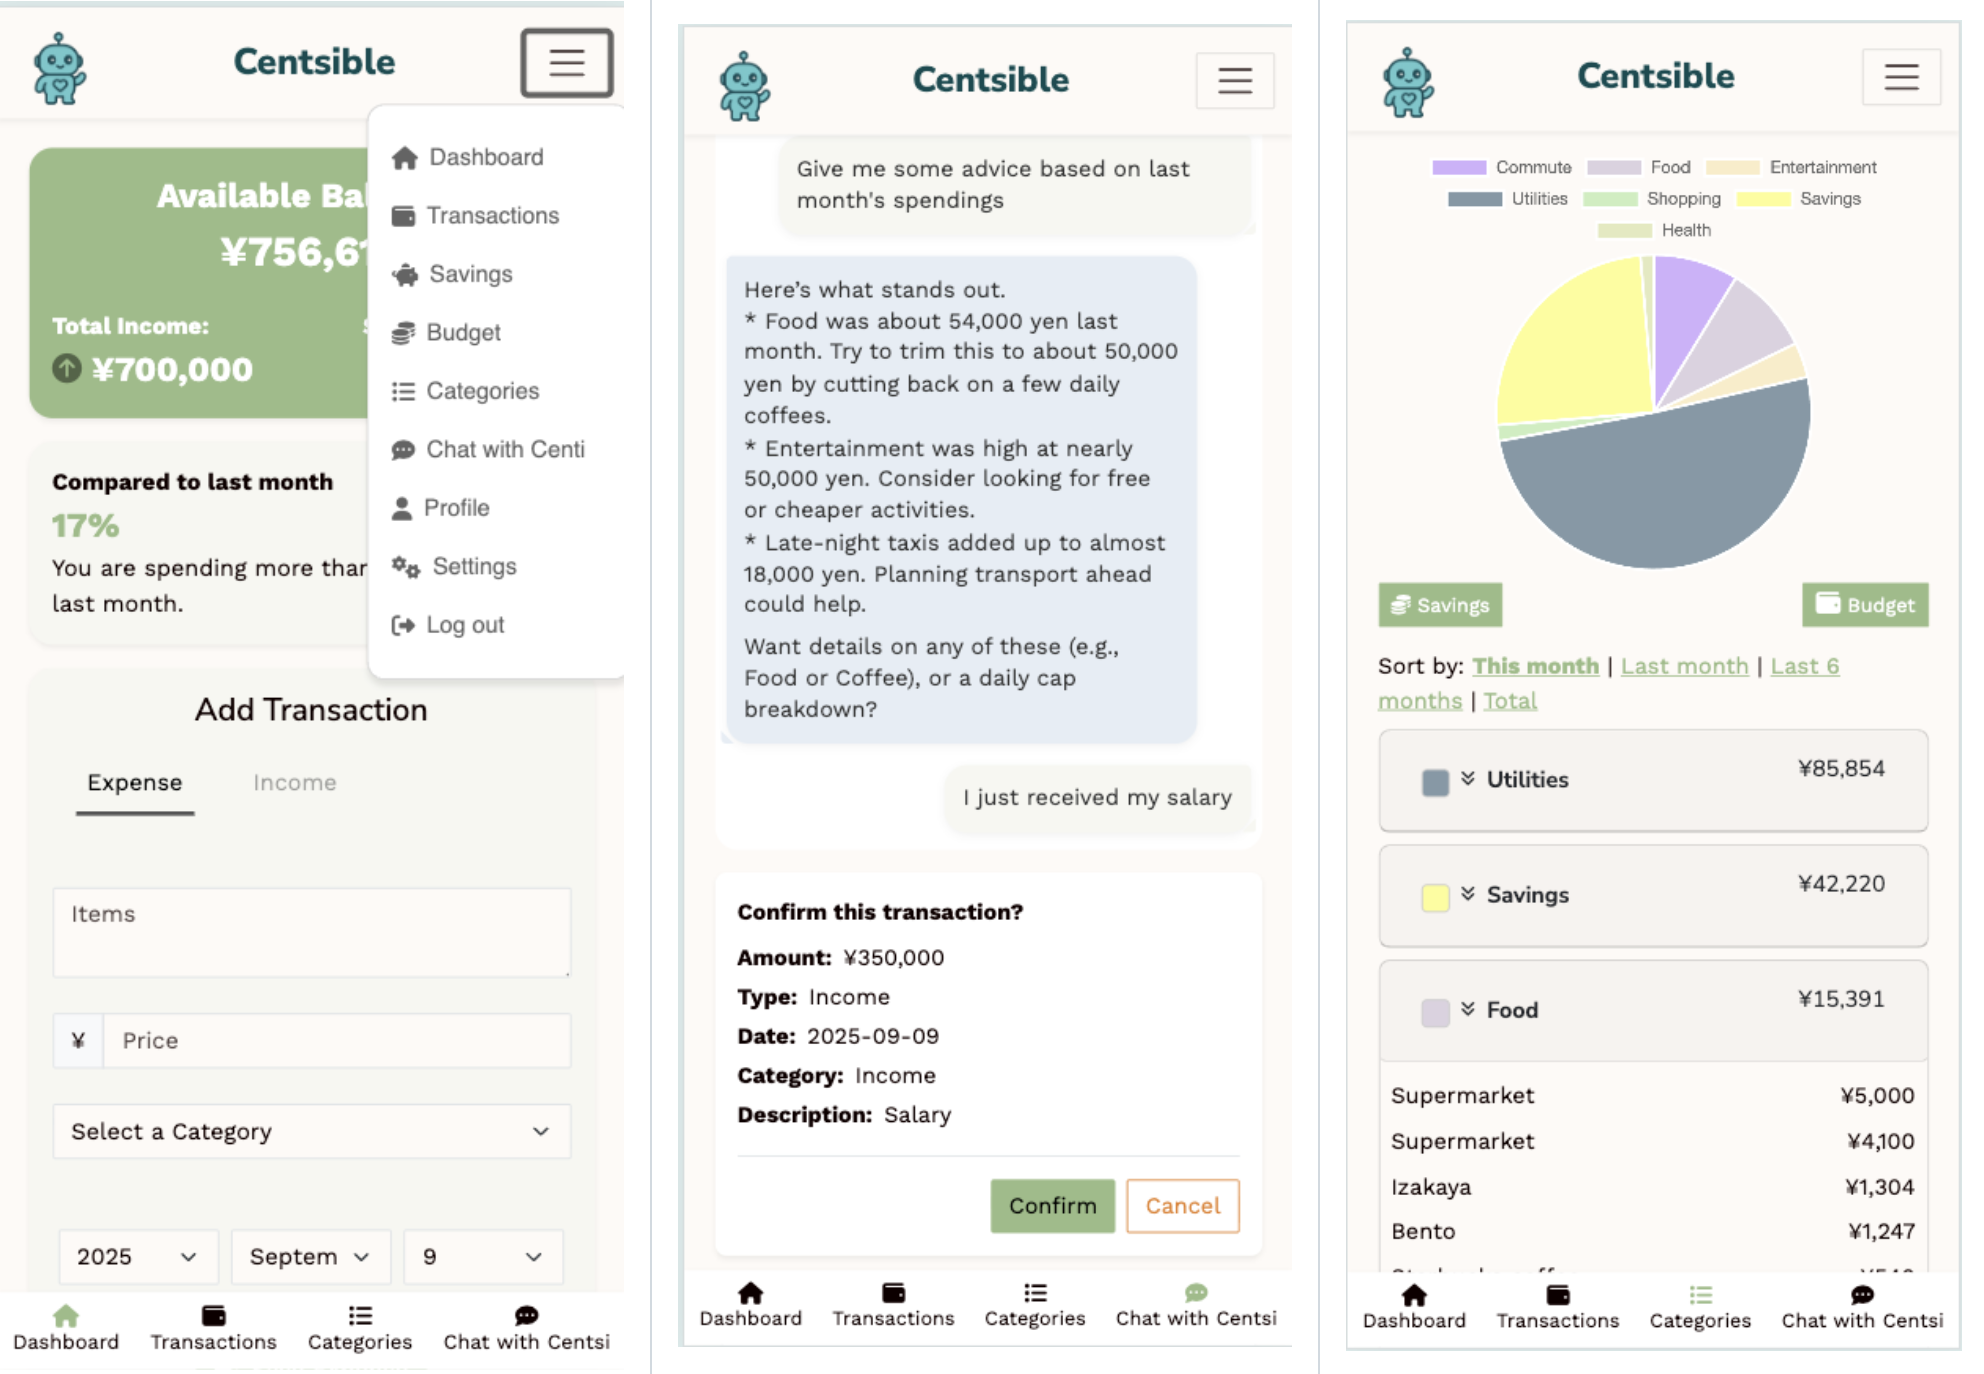 Centsible
Available Bal
¥756,61
Total Income:
¥700,000
Compared to last month
17%
You are spending more than
last month.
Dashboard
Transactions
Savings
Budget
Categories
Chat with Centi
Profile
Settings
Log out
Add Transaction
Expense Income
Items
¥ Price
Select a Category
2025 Septem 9
Dashboard Transactions Categories Chat with Centsi
Centsible
Give me some advice based on last
month's spendings
Here's what stands out.
* Food was about 54,000 yen last
month. Try to trim this to about 50,000
yen by cutting back on a few daily
coffees.
* Entertainment was high at nearly
50,000 yen. Consider looking for free
or cheaper activities.
* Late-night taxis added up to almost
18,000 yen. Planning transport ahead
could help.
Want details on any of these (e.g.,
Food or Coffee), or a daily cap
breakdown?
I just received my salary
Confirm this transaction?
Amount: ¥350,000
Type: Income
Date: 2025-09-09
Category: Income
Description: Salary
Confirm Cancel
Dashboard Transactions Categories Chat with Centsi
Centsible
Commute Food Entertainment
Utilities Shopping Savings
Health
Savings Budget
Sort by: This month | Last month | Last 6
months | Total
Utilities ¥85,854
Savings ¥42,220
Food ¥15,391
Supermarket ¥5,000
Supermarket ¥4,100
Izakaya ¥1,304
Bento ¥1,247
Dashboard Transactions Categories Chat with Centsi